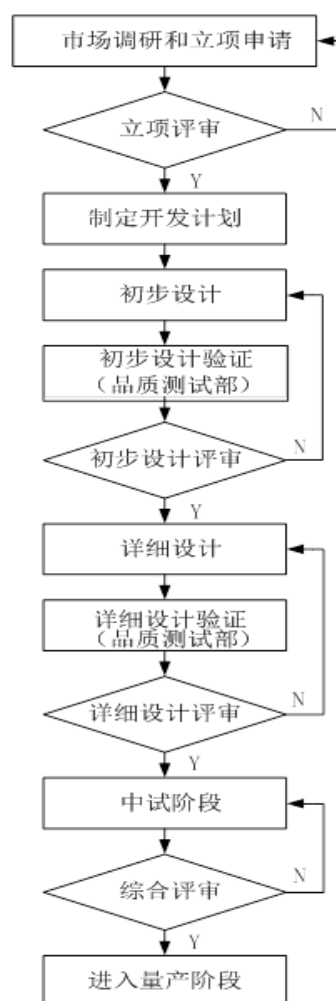 市场调研和立项申请
立项评审
N
Y
制定开发计划
初步设计
初步设计验证
（品质测试部）
N
初步设计评审
Y
详细设计
详细设计验证
（品质测试部）
N
详细设计评审
Y
中试阶段
N
综合评审
Y
进入量产阶段